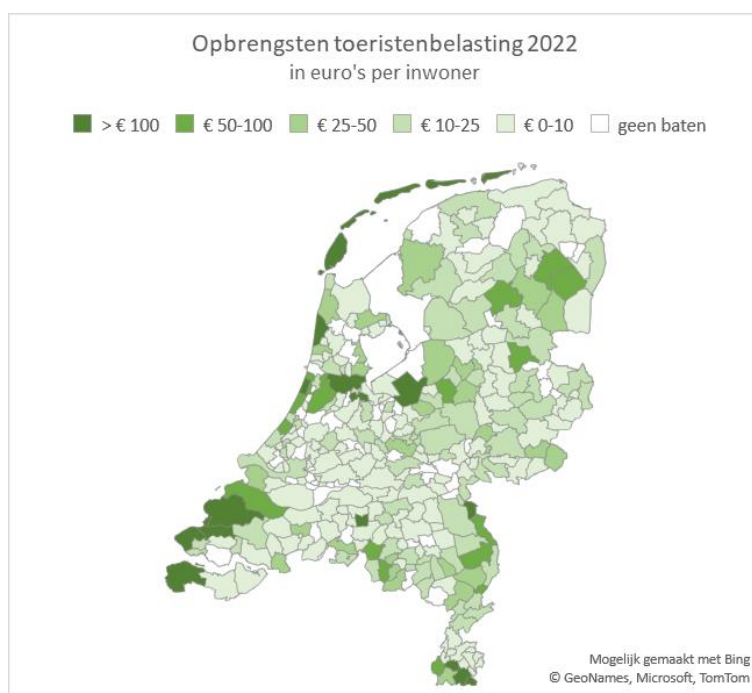 Opbrengsten toeristenbelasting 2022
in euro's per inwoner
> € 100 € 50-100 € 25-50 € 10-25 € 0-10 geen baten
Mogelijk gemaakt met Bing
© GeoNames, Microsoft, TomTom